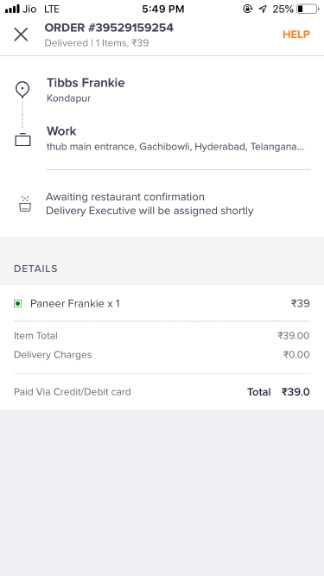 Jio LTE 5:49 PM 25%
ORDER #39529159254
Delivered | 1 Items, ₹39
HELP
Tibbs Frankie
Kondapur
Work
thub main entrance, Gachibowli, Hyderabad, Telangana...
Awaiting restaurant confirmation
Delivery Executive will be assigned shortly
DETAILS
Paneer Frankie x 1 ₹39
Item Total ₹39.00
Delivery Charges ₹0.00
Paid Via Credit/Debit card Total ₹39.0